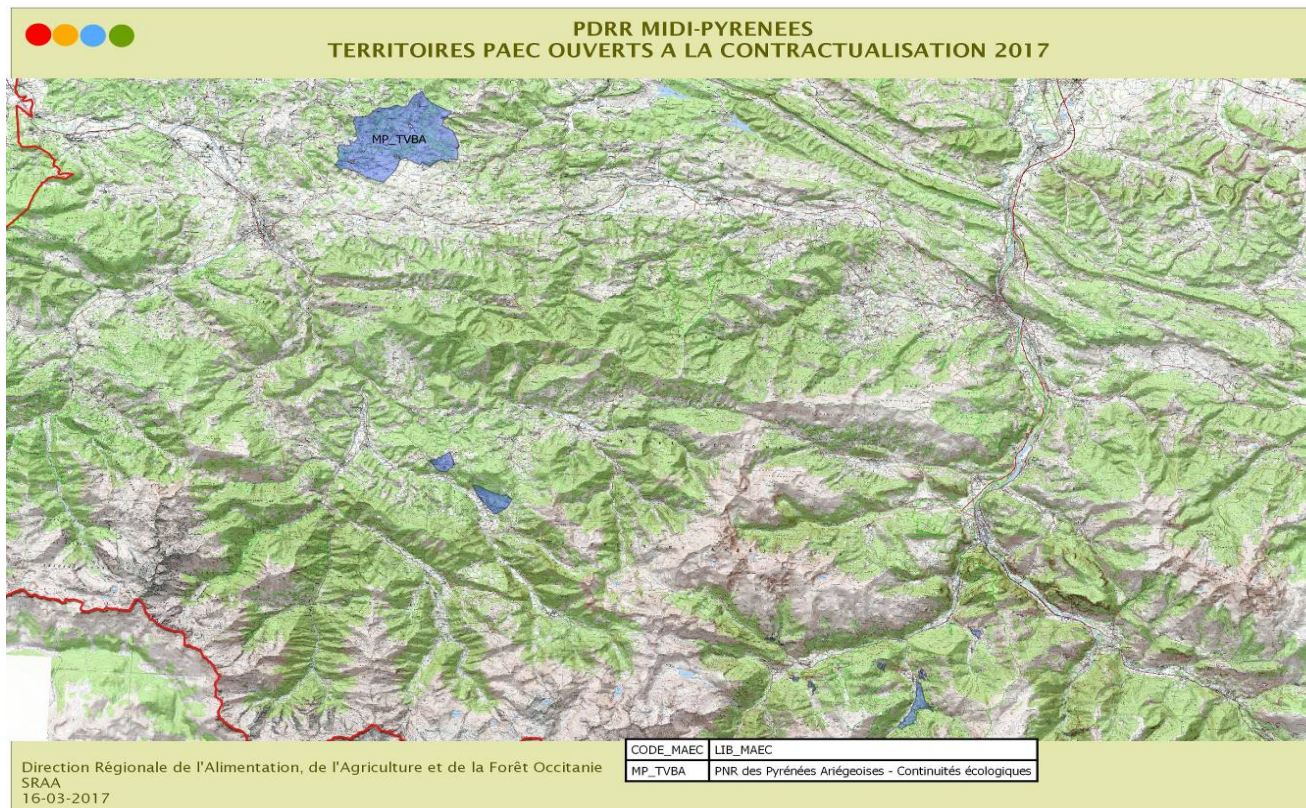 PDRR MIDI-PYRENEES
TERRITOIRES PAEC OUVERTS A LA CONTRACTUALISATION 2017
MP_TVBA
CODE_MAEC LIB_MAEC
MP_TVBA PNR des Pyrénées Ariégeoises - Continuités écologiques
Direction Régionale de l'Alimentation, de l'Agriculture et de la Forêt Occitanie
SRAA
16-03-2017